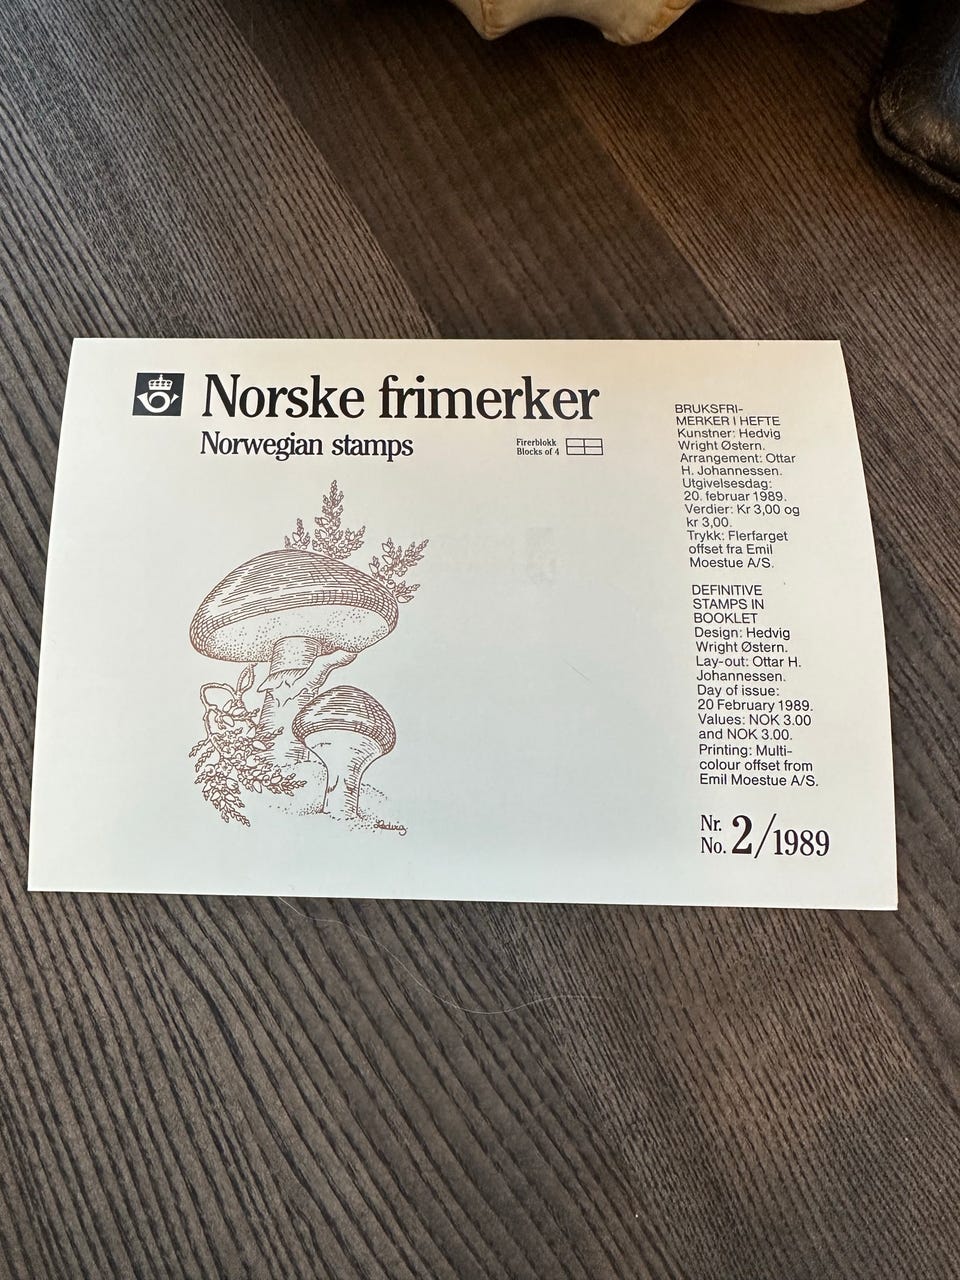 Norske frimerker
Norwegian stamps
Firerblokk
Blocks of 4
BRUKSFRI-
MERKER I HEFTE
Kunstner: Hedvig
Wright Østern.
Arrangement: Ottar
H. Johannessen.
Utgivelsesdag:
20. februar 1989.
Verdier: Kr 3,00 og
kr 3,00.
Trykk: Flerfarget
offset fra Emil
Moestue A/S.
DEFINITIVE
STAMPS IN
BOOKLET
Design: Hedvig
Wright Østern.
Lay-out: Ottar H.
Johannessen.
Day of issue:
20 February 1989.
Values: NOK 3.00
and NOK 3.00.
Printing: Multi-
colour offset from
Emil Moestue A/S.
Hedvig
Nr.
No. 2/1989